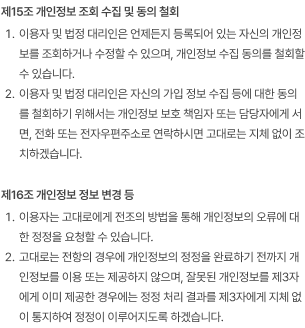 제15조 개인정보 조회 수집 및 동의 철회
1. 이용자 및 법정 대리인은 언제든지 등록되어 있는 자신의 개인정
보를 조회하거나 수정할 수 있으며, 개인정보 수집 동의를 철회할
수 있습니다.
2. 이용자 및 법정 대리인은 자신의 가입 정보 수집 등에 대한 동의
를 철회하기 위해서는 개인정보 보호 책임자 또는 담당자에게 서
면, 전화 또는 전자우편주소로 연락하시면 고대로는 지체 없이 조
치하겠습니다.
제16조 개인정보 정보 변경 등
1. 이용자는 고대로에게 전조의 방법을 통해 개인정보의 오류에 대
한 정정을 요청할 수 있습니다.
2. 고대로는 전항의 경우에 개인정보의 정정을 완료하기 전까지 개
인정보를 이용 또는 제공하지 않으며, 잘못된 개인정보를 제3자
에게 이미 제공한 경우에는 정정 처리 결과를 제3자에게 지체 없
이 통지하여 정정이 이루어지도록 하겠습니다.